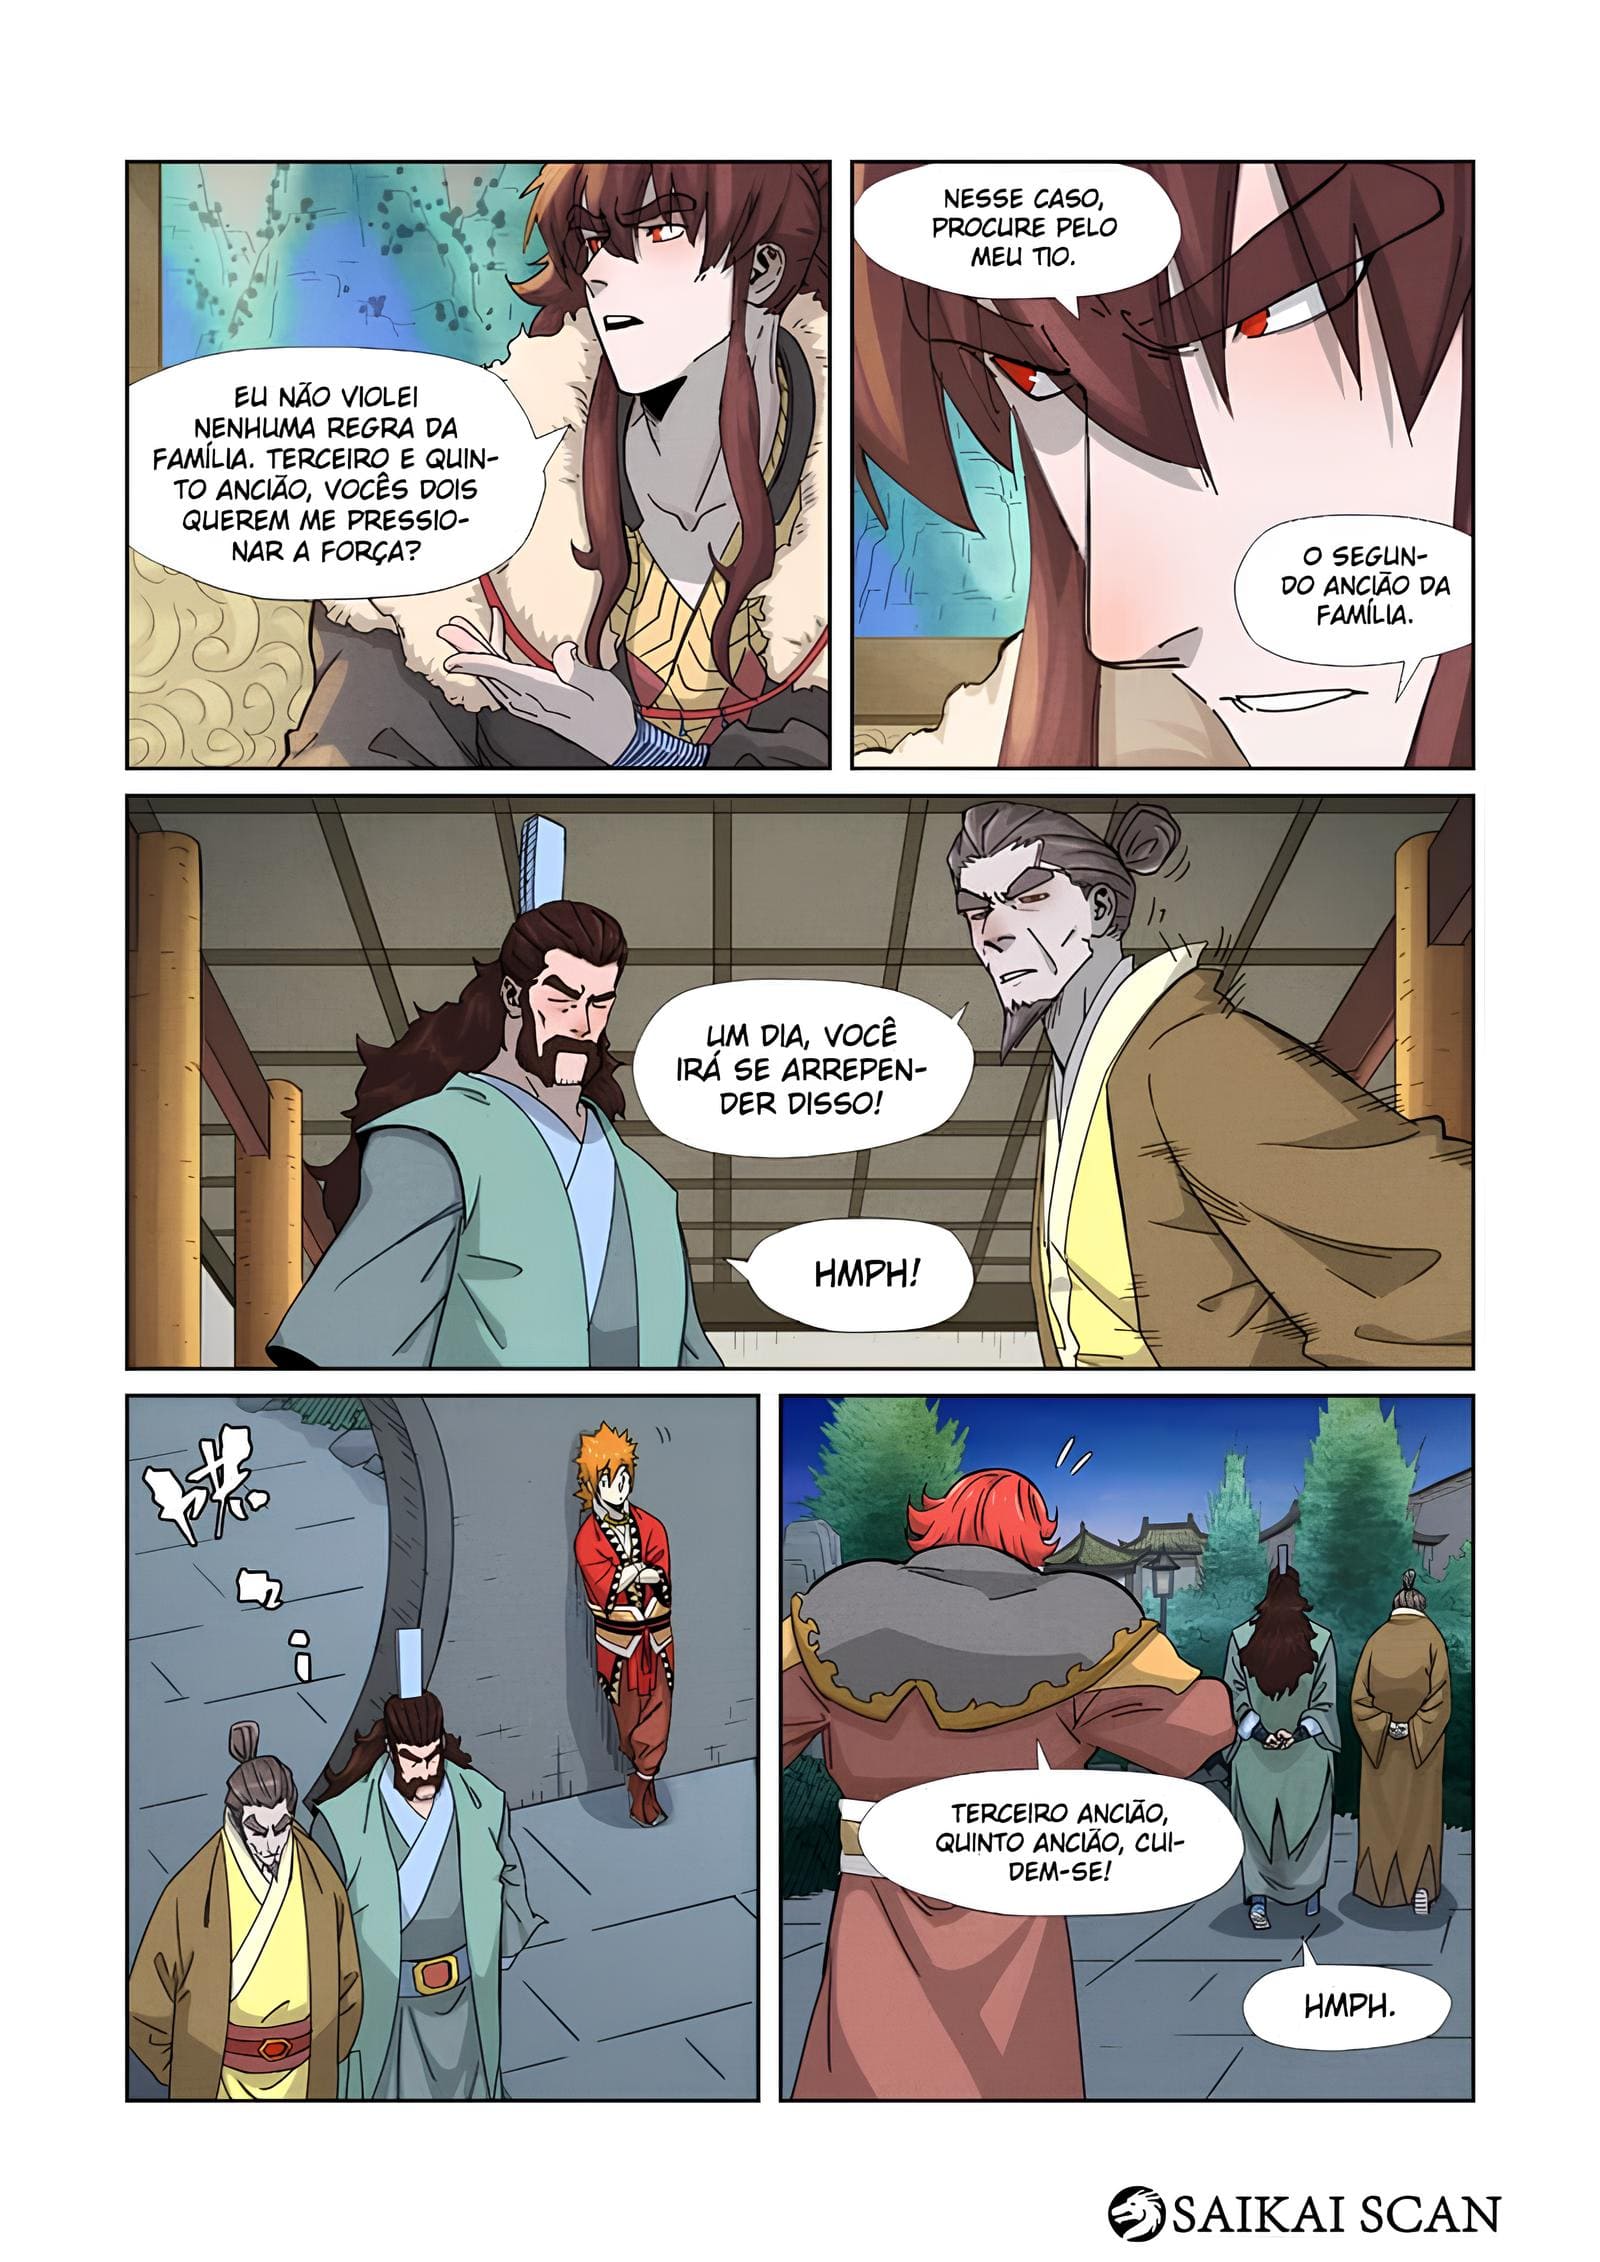 EU NÃO VIOLEI
NENHUMA REGRA DA
FAMÍLIA. TERCEIRO E QUIN-
TO ANCIÃO, VOCÊS DOIS
QUEREM ME PRESSIO-
NAR A FORÇA?
NESSE CASO,
PROCURE PELO
MEU TIO.
O SEGUN-
DO ANCIÃO DA
FAMÍLIA.
UM DIA, VOCÊ
IRÁ SE ARREPEN-
DER DISSO!
HMPH!
TERCEIRO ANCIÃO,
QUINTO ANCIÃO, CUI-
DEM-SE!
HMPH.
SAIKAI SCAN